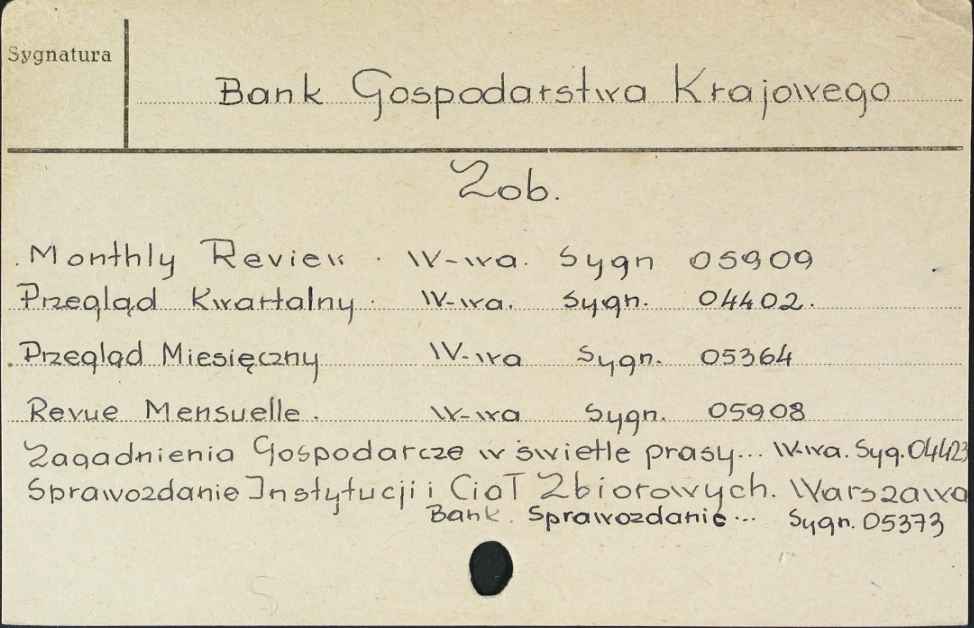 Sygnatura
Bank Gospodarstwa Krajowego
Zob.
Monthly Review. W-wa. Sygn 05909
Przegląd Kwartalny. W-wa. Sygn. 04402.
Przegląd Miesięczny W-wa Sygn. 05364
Revue Mensuelle. W-wa Sygn. 05908
Zagadnienia Gospodarcze w świetle prasy... W-wa. Syg. 04423
Sprawozdanie Instytucji i Ciał Zbiorowych. Warszawa
Bank. Sprawozdanie... Sygn. 05373